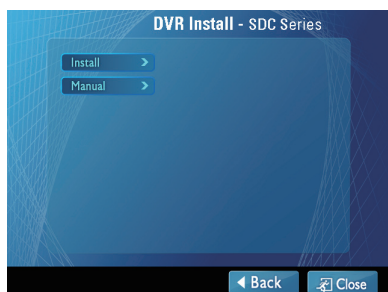 DVR Install - SDC Series
Install
Manual
Back
Close